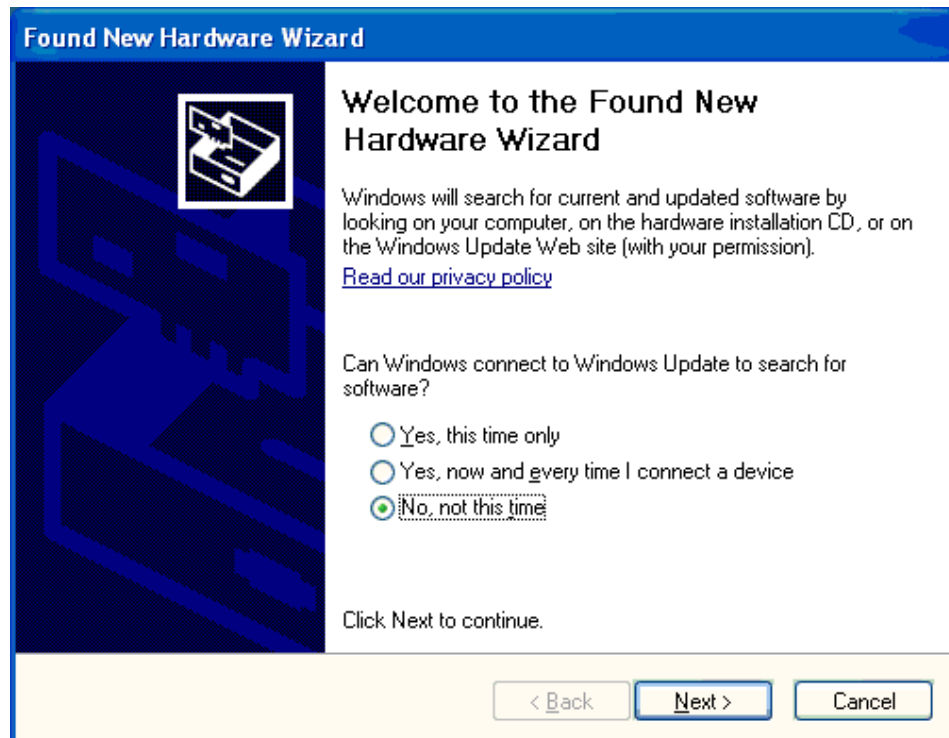 Found New Hardware Wizard
Welcome to the Found New
Hardware Wizard
Windows will search for current and updated software by
looking on your computer, on the hardware installation CD, or on
the Windows Update Web site (with your permission).
Read our privacy policy
Can Windows connect to Windows Update to search for
software?
Yes, this time only
Yes, now and every time I connect a device
No, not this time
Click Next to continue.
< Back Next > Cancel